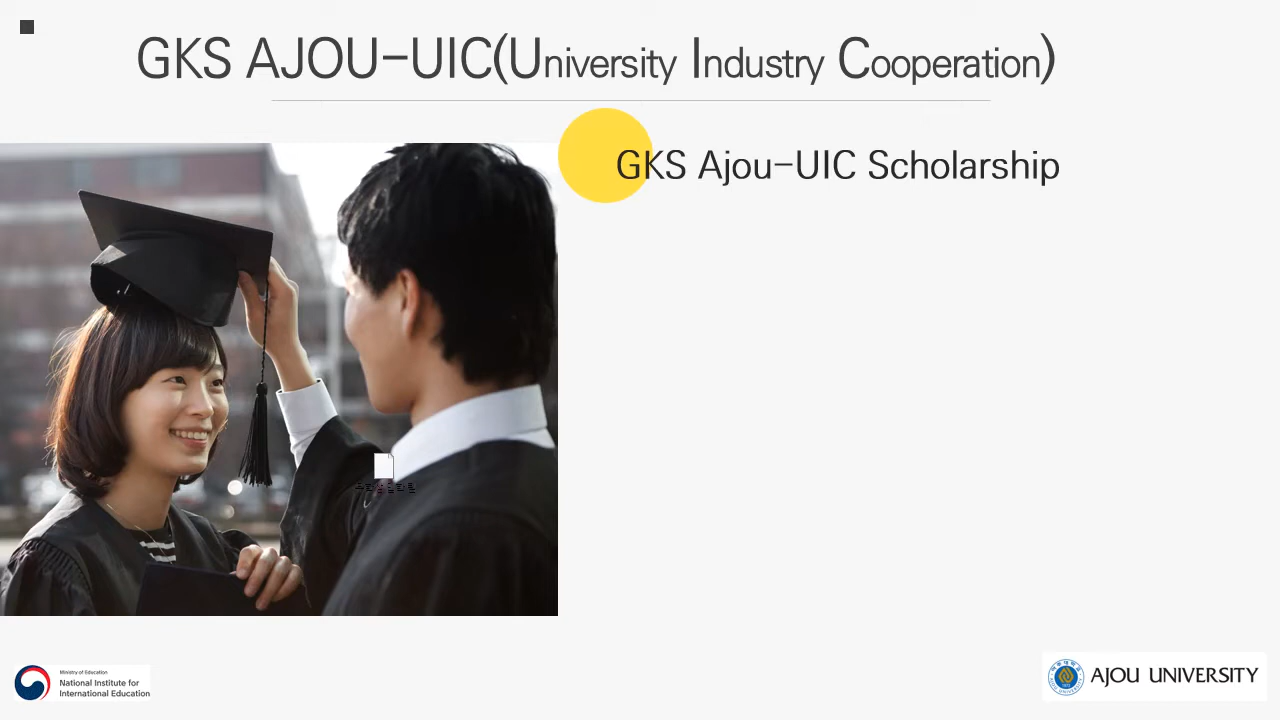 GKS AJOU-UIC(University Industry Cooperation)
GKS Ajou-UIC Scholarship
Ministry of Education
National Institute for
International Education
AJOU UNIVERSITY